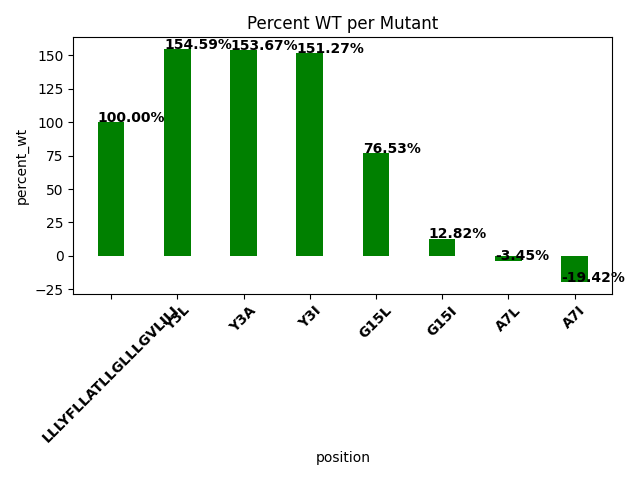 Percent WT per Mutant
154.59%
153.67%
151.27%
100.00%
76.53%
12.82%
-3.45%
-19.42%
150
125
100
75
50
25
0
−25
percent_wt
LLLYFLLATLLGLLLGVLILI
Y3L
Y3A
Y3I
G15L
G15I
A7L
A7I
position